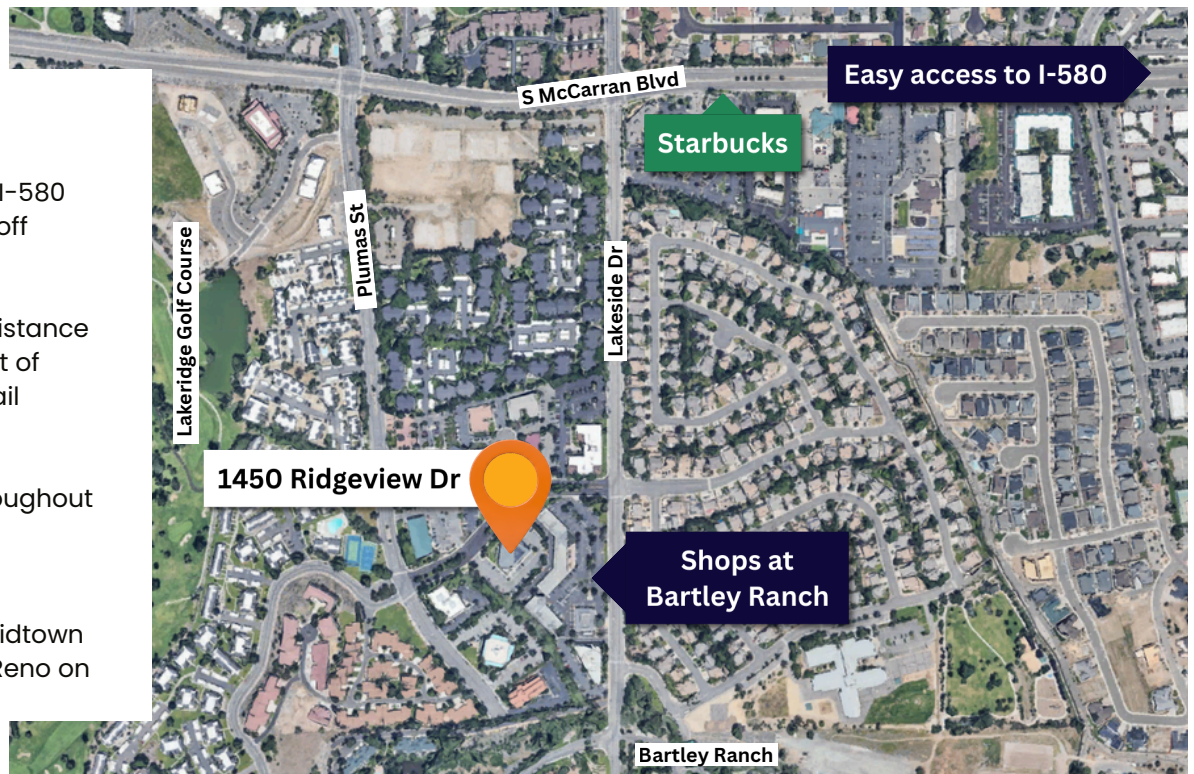 I-580
off
istance
t of
ail
oughout
idtown
Reno on
S McCarran Blvd
Easy access to I-580
Starbucks
Plumas St
Lakeside Dr
Lakeridge Golf Course
1450 Ridgeview Dr
Shops at
Bartley Ranch
Bartley Ranch